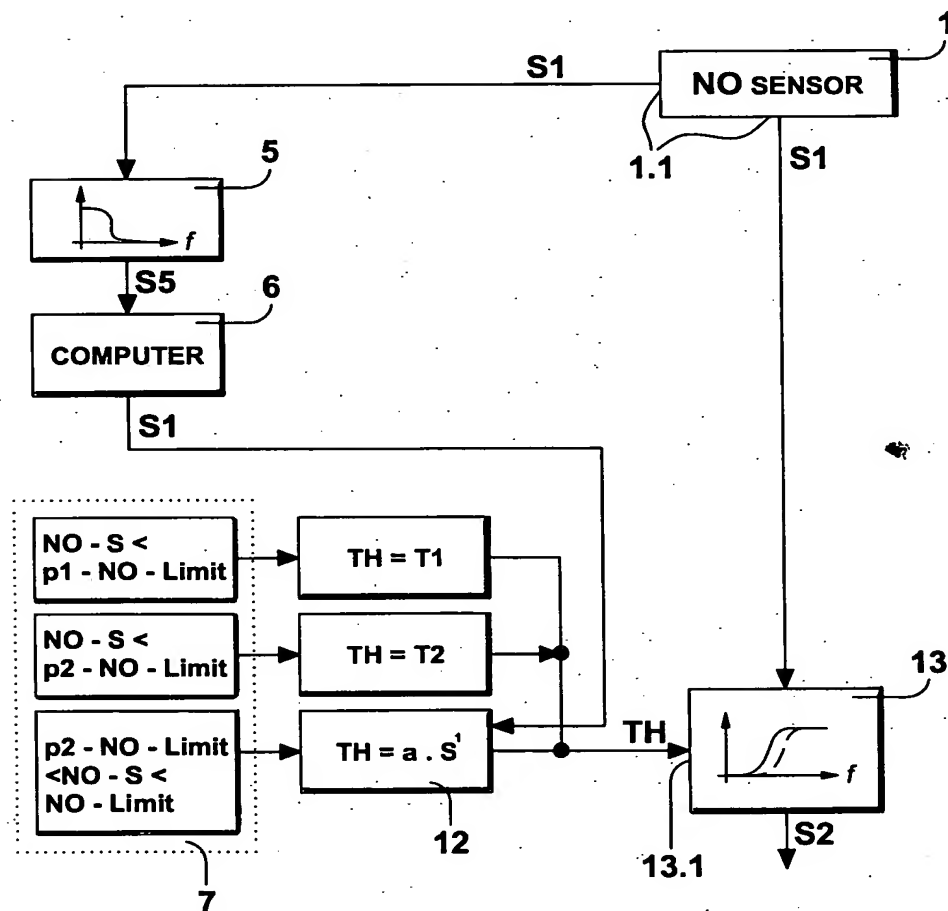 1
S1
NO SENSOR
1.1
S1
5
f
S5
6
COMPUTER
S1
NO - S <
p1 - NO - Limit
TH = T1
NO - S <
p2 - NO - Limit
TH = T2
13
p2 - NO - Limit
<NO - S <
NO - Limit
TH = a . S¹
TH
f
12
13.1
S2
7